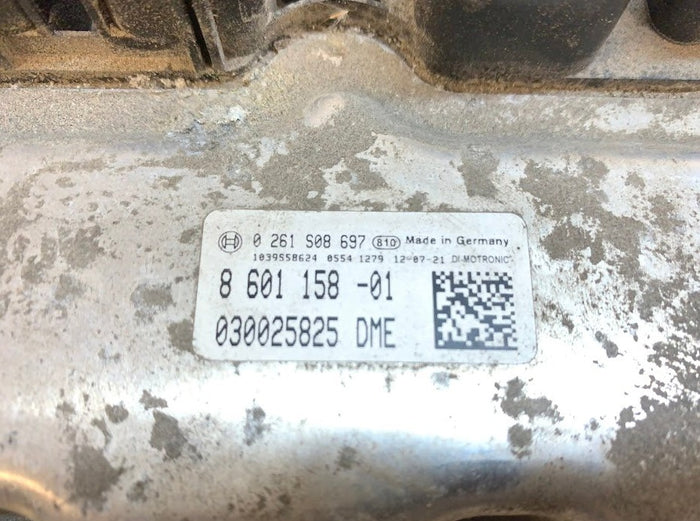 0 261 S08 697 810 Made in Germany
1039S58624 0554 1279 12-07-21 DI-MOTRONIC
8 601 158 -01
030025825 DME